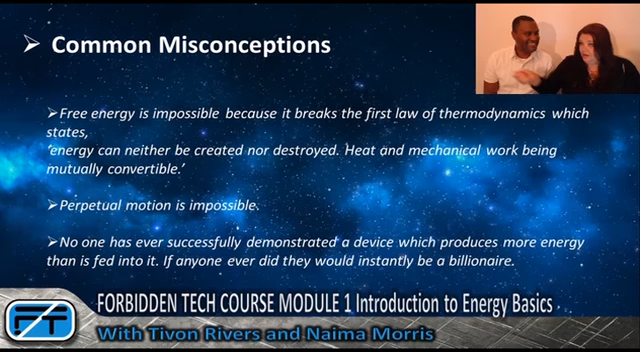 ➢ Common Misconceptions
➢Free energy is impossible because it breaks the first law of thermodynamics which
states,
'energy can neither be created nor destroyed. Heat and mechanical work being
mutually convertible.'
➢Perpetual motion is impossible.
➢No one has ever successfully demonstrated a device which produces more energy
than is fed into it. If anyone ever did they would instantly be a billionaire.
FORBIDDEN TECH COURSE MODULE 1 Introduction to Energy Basics
With Tivon Rivers and Naima Morris
FT